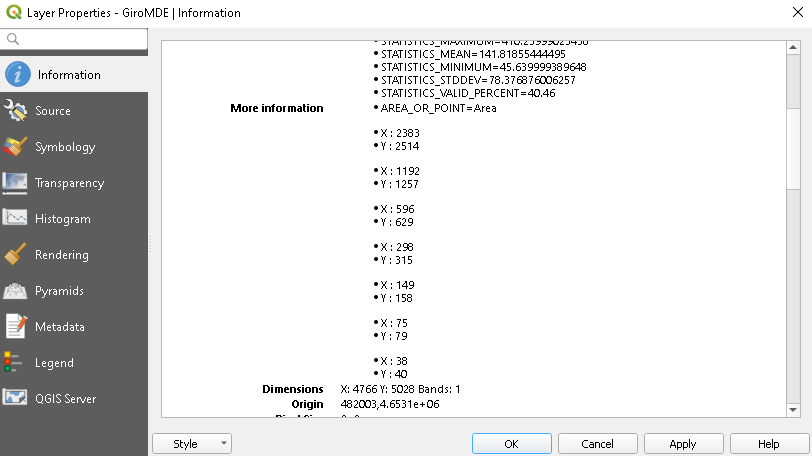 Layer Properties - GiroMDE | Information
Information
Source
Symbology
Transparency
Histogram
Rendering
Pyramids
Metadata
Legend
QGIS Server
• STATISTICS_MAXIMUM=410.25999025438
• STATISTICS_MEAN=141.81855444495
• STATISTICS_MINIMUM=45.639999389648
• STATISTICS_STDDEV=78.376876006257
• STATISTICS_VALID_PERCENT=40.46
More information • AREA_OR_POINT=Area
• X : 2383
• Y : 2514
• X : 1192
• Y : 1257
• X : 596
• Y : 629
• X : 298
• Y : 315
• X : 149
• Y : 158
• X : 75
• Y : 79
• X : 38
• Y : 40
Dimensions X: 4766 Y: 5028 Bands: 1
Origin 482003,4.6531e+06
Style
OK
Cancel
Apply
Help